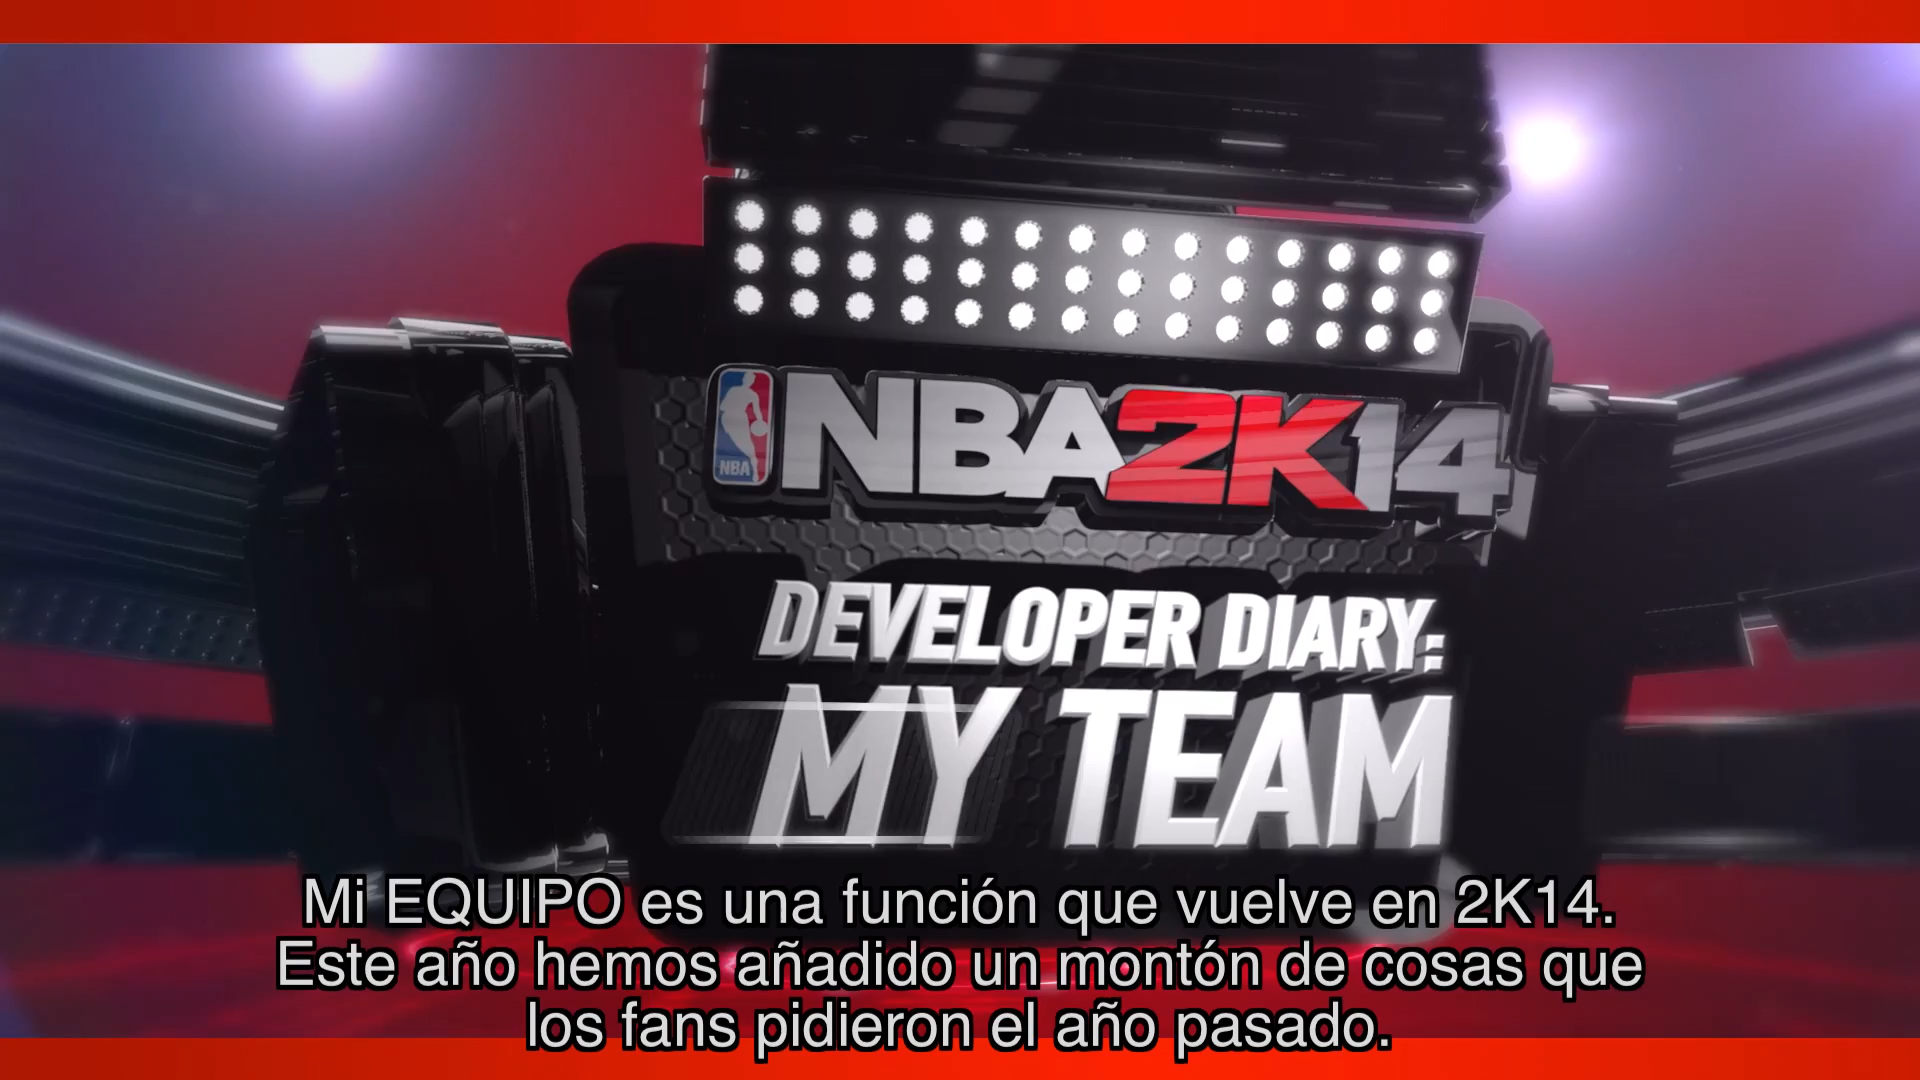 NBA
NBA2K14
DEVELOPER DIARY:
MY TEAM
Mi EQUIPO es una función que vuelve en 2K14.
Este año hemos añadido un montón de cosas que
los fans pidieron el año pasado.